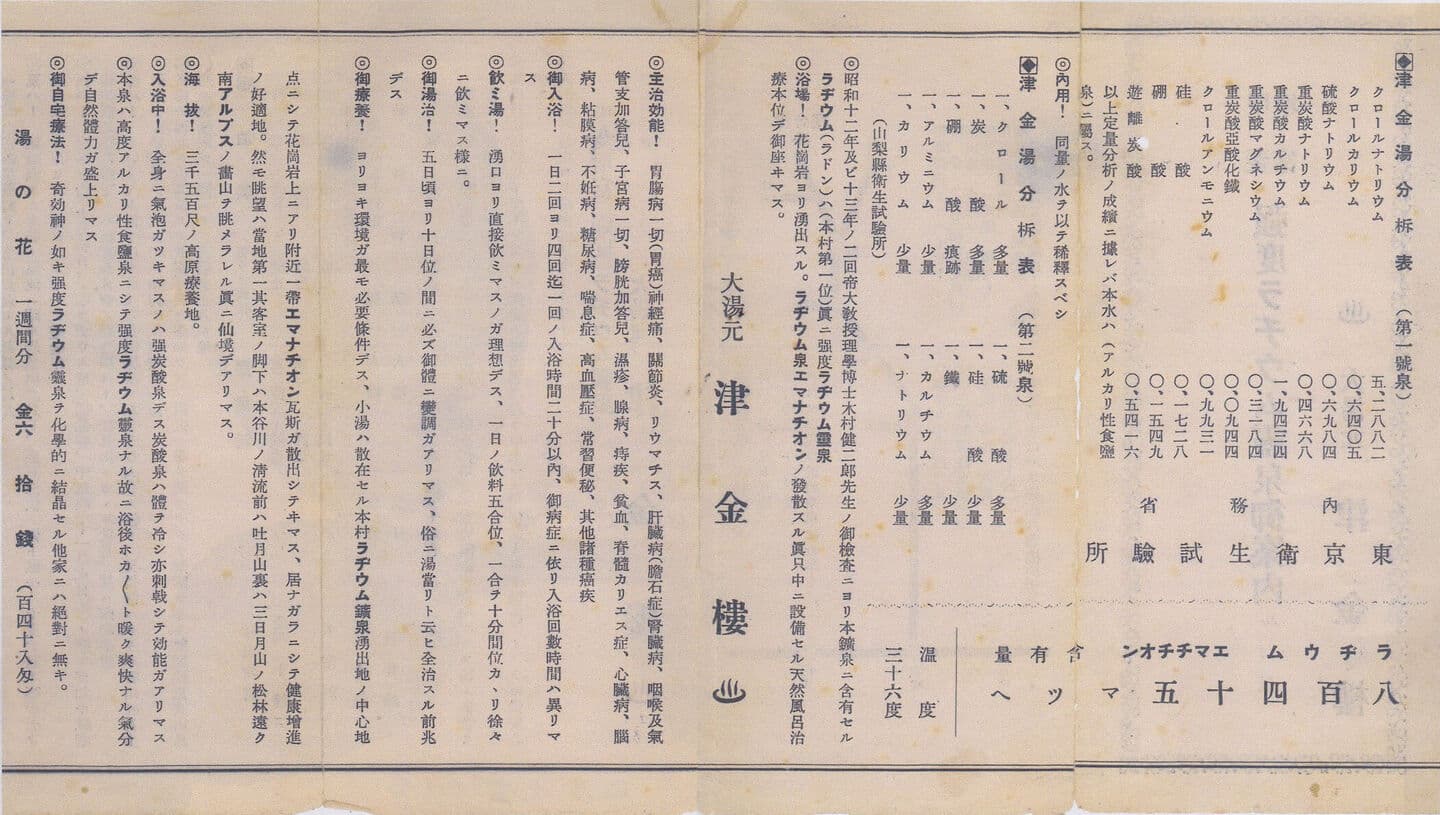 ◈津金湯分析表（第一號泉）
クロールナトリウム　五、二八八二
クロールカリウム　〇、六四〇五
硫酸ナトリウム　〇、六九八四
重炭酸ナトリウム　〇、四六六八
重炭酸カルチウム　一、九四三四
重炭酸マグネシウム　〇、三一八四
重炭酸亞酸化鐵　〇、〇九四四
クロールアンモニウム　〇、九九三一
硅酸　〇、一七二八
硼酸　〇、一五四九
遊離炭酸　〇、五四一六
以上定量分析ノ成績ニ據レバ本水ハ（アルカリ性食鹽
泉）ニ屬ス。
內務省
東京衛生試驗所
ラヂウム　エマチチオン含有量
八百四十五マツヘ
温度
三十六度
◎內用！　同量ノ水ヲ以テ稀釋スベシ
◈津金湯分析表（第二號泉）
一、クロール　多量　一、硫酸　多量
一、炭酸　多量　一、硅酸　少量
一、硼酸　痕跡　一、鐵　少量
一、アルミニウム　少量　一、カルチウム　多量
一、カリウム　少量　一、ナトリウム　少量
（山梨縣衛生試驗所）
◎昭和十二年及ビ十三年ノ二回帝大敎授理學博士木村健二郎先生ノ御檢査ニヨリ本鑛泉ニ含有セル
ラヂウム（ラドン）ハ（本村第一位）眞ニ强度ラヂウム靈泉
◎浴場！　花崗岩ヨリ湧出スル。ラヂウム泉エマナチオンノ發散スル眞只中ニ設備セル天然風呂治
療本位デ御座キマス。
大湯元　津金樓♨
◎主治効能！　胃腸病一切（胃癌）神經痛、關節炎、リウマチス、肝臟病（膽石症）腎臟病、咽喉及氣
管支加答兒、子宮病一切、膀胱加答兒、濕疹、腺病、痔疾、貧血、脊髓カリエス症、心臟病、腦
病、粘膜病、不妊病、糖尿病、喘息症、高血壓症、常習便秘、其他諸種癌疾
◎御入浴！　一日二回ヨリ四回迄一回ノ入浴時間二十分以內、御病症ニ依リ入浴回數時間ハ異リマ
ス
◎飮ミ湯！　湧口ヨリ直接飮ミマスノガ理想デス、一日ノ飮料五合位、一合ヲ十分間位カヽリ徐々
ニ飮ミマス様ニ。
◎御湯治！　五日頃ヨリ十日位ノ間ニ必ズ御體ニ變調ガアリマス、俗ニ湯當リト云ヒ全治スル前兆
デス
◎御療養！　ヨリヨキ環境ガ最モ必要條件デス、小湯ハ散在セル本村ラヂウム鑛泉湧出地ノ中心地
点ニシテ花崗岩上ニアリ附近一帶エマナチオン瓦斯ガ散出シテキマス、居ナガラニシテ健康增進
ノ好適地。然モ眺望ハ當地第一其客室ノ脚下ハ本谷川ノ清流前ハ吐月山裏ハ三日月山ノ松林遠ク
南アルプスノ靈山ヲ眺メラレル眞ニ仙境デアリマス。
◎海　拔！　三千五百尺ノ高原療養地。
◎入浴中！　全身ニ氣泡ガツキマスノハ强炭酸泉デス炭酸泉ハ體ヲ冷シ亦刺戟シテ効能ガアリマス
◎本泉ハ高度アルカリ性食鹽泉ニシテ强度ラヂウム靈泉ナル故ニ浴後ホカ〱ト暖ク爽快ナル氣分
デ自然體力ガ盛上リマス
◎御自宅療法！　奇効神ノ如キ强度ラヂウム靈泉ヲ化學的ニ結晶セル他家ニハ絕對ニ無キ。
湯の花　一週間分　金六拾錢　（百四十入匁）